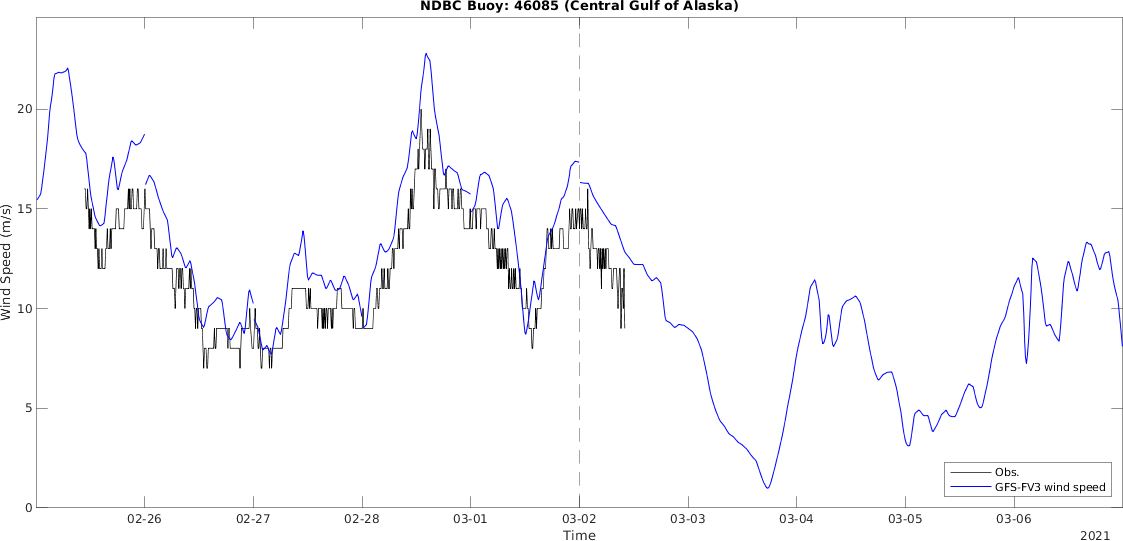 NDBC Buoy: 46085 (Central Gulf of Alaska)
Wind Speed (m/s)
20
15
10
5
0
Obs.
GFS-FV3 wind speed
02-26 02-27 02-28 03-01 03-02 03-03 03-04 03-05 03-06
Time
2021